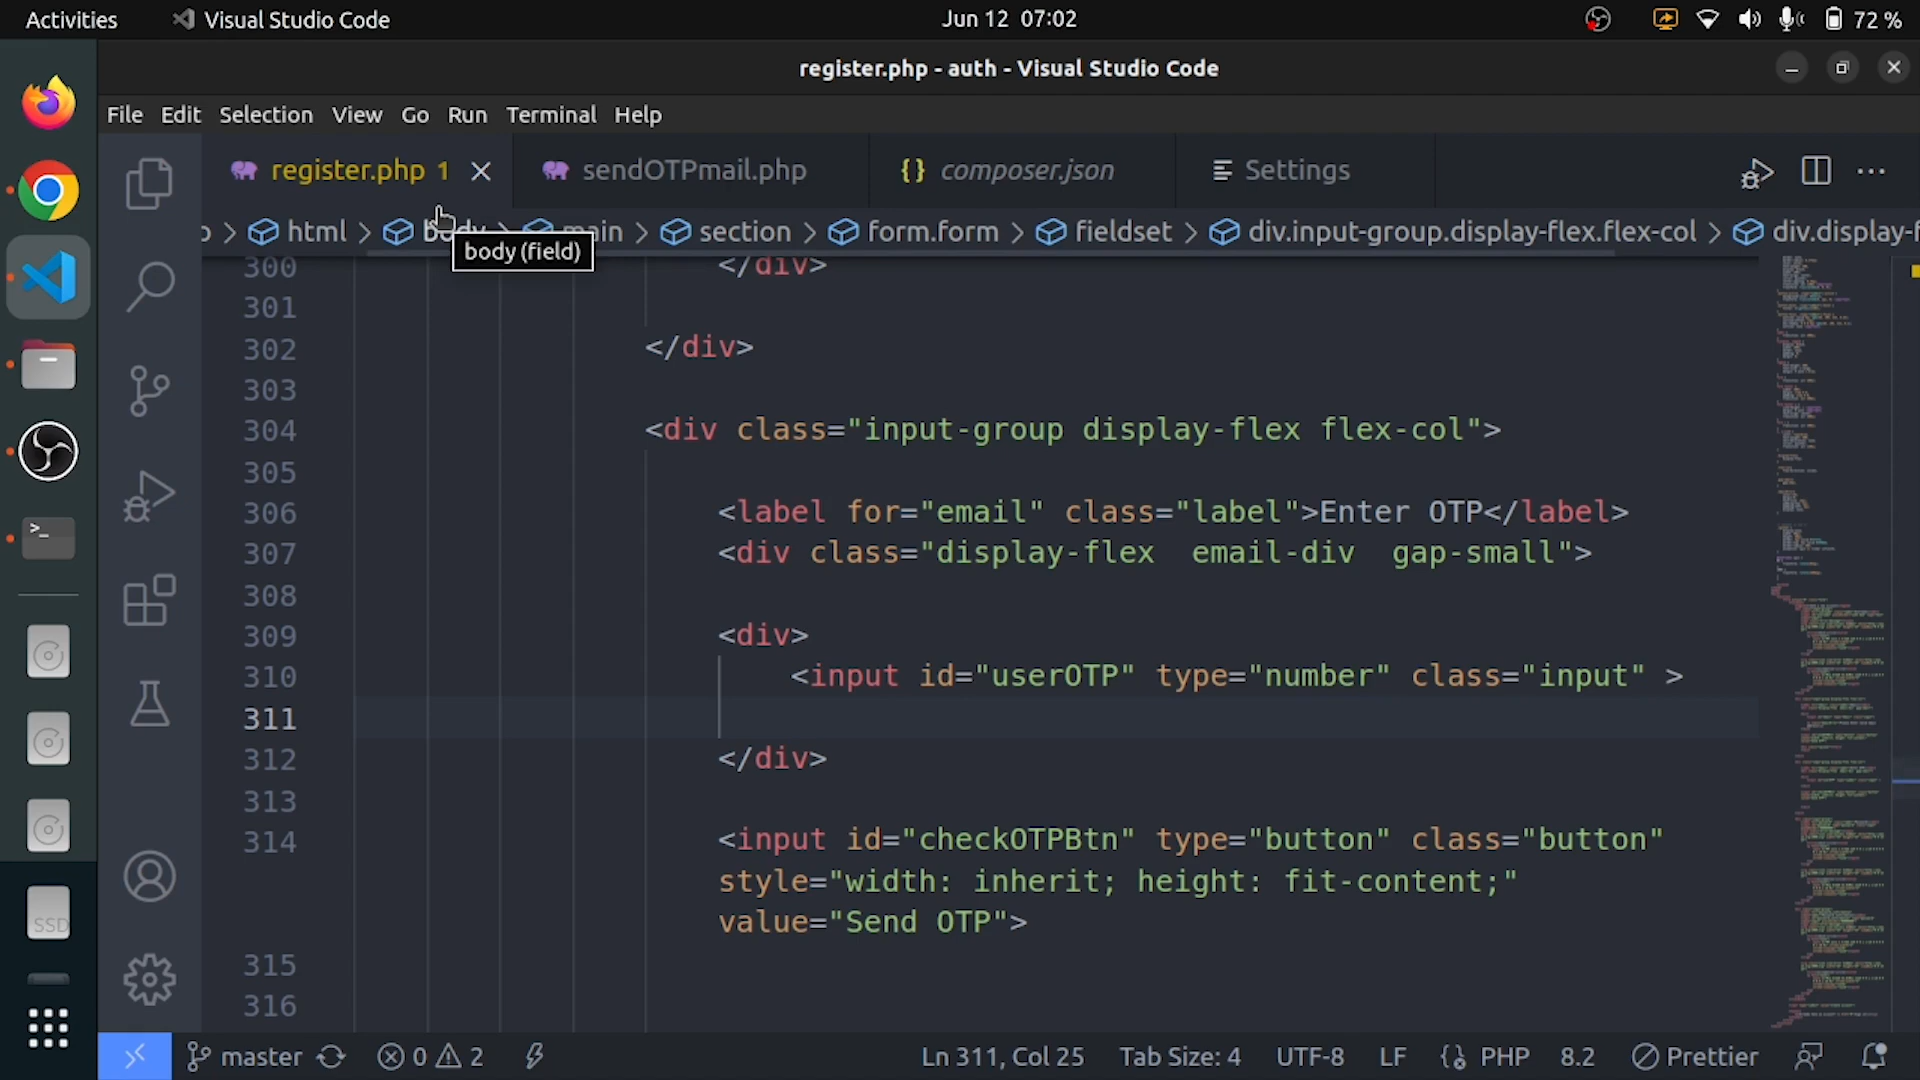 Activities Visual Studio Code Jun 12 07:02 72 %
register.php - auth - Visual Studio Code
File Edit Selection View Go Run Terminal Help
register.php 1 sendOTPmail.php {} composer.json Settings
> html > body > main > section > form.form > fieldset > div.input-group.display-flex.flex-col > div.display-f
body (field)
300 </div>
301
302 </div>
303
304 <div class="input-group display-flex flex-col">
305
306 <label for="email" class="label">Enter OTP</label>
307 <div class="display-flex  email-div  gap-small">
308
309 <div>
310 <input id="userOTP" type="number" class="input" >
311
312 </div>
313
314 <input id="checkOTPBtn" type="button" class="button"
style="width: inherit; height: fit-content;"
value="Send OTP">
315
316
SSD
master 0 2 Ln 311, Col 25 Tab Size: 4 UTF-8 LF PHP 8.2 Prettier